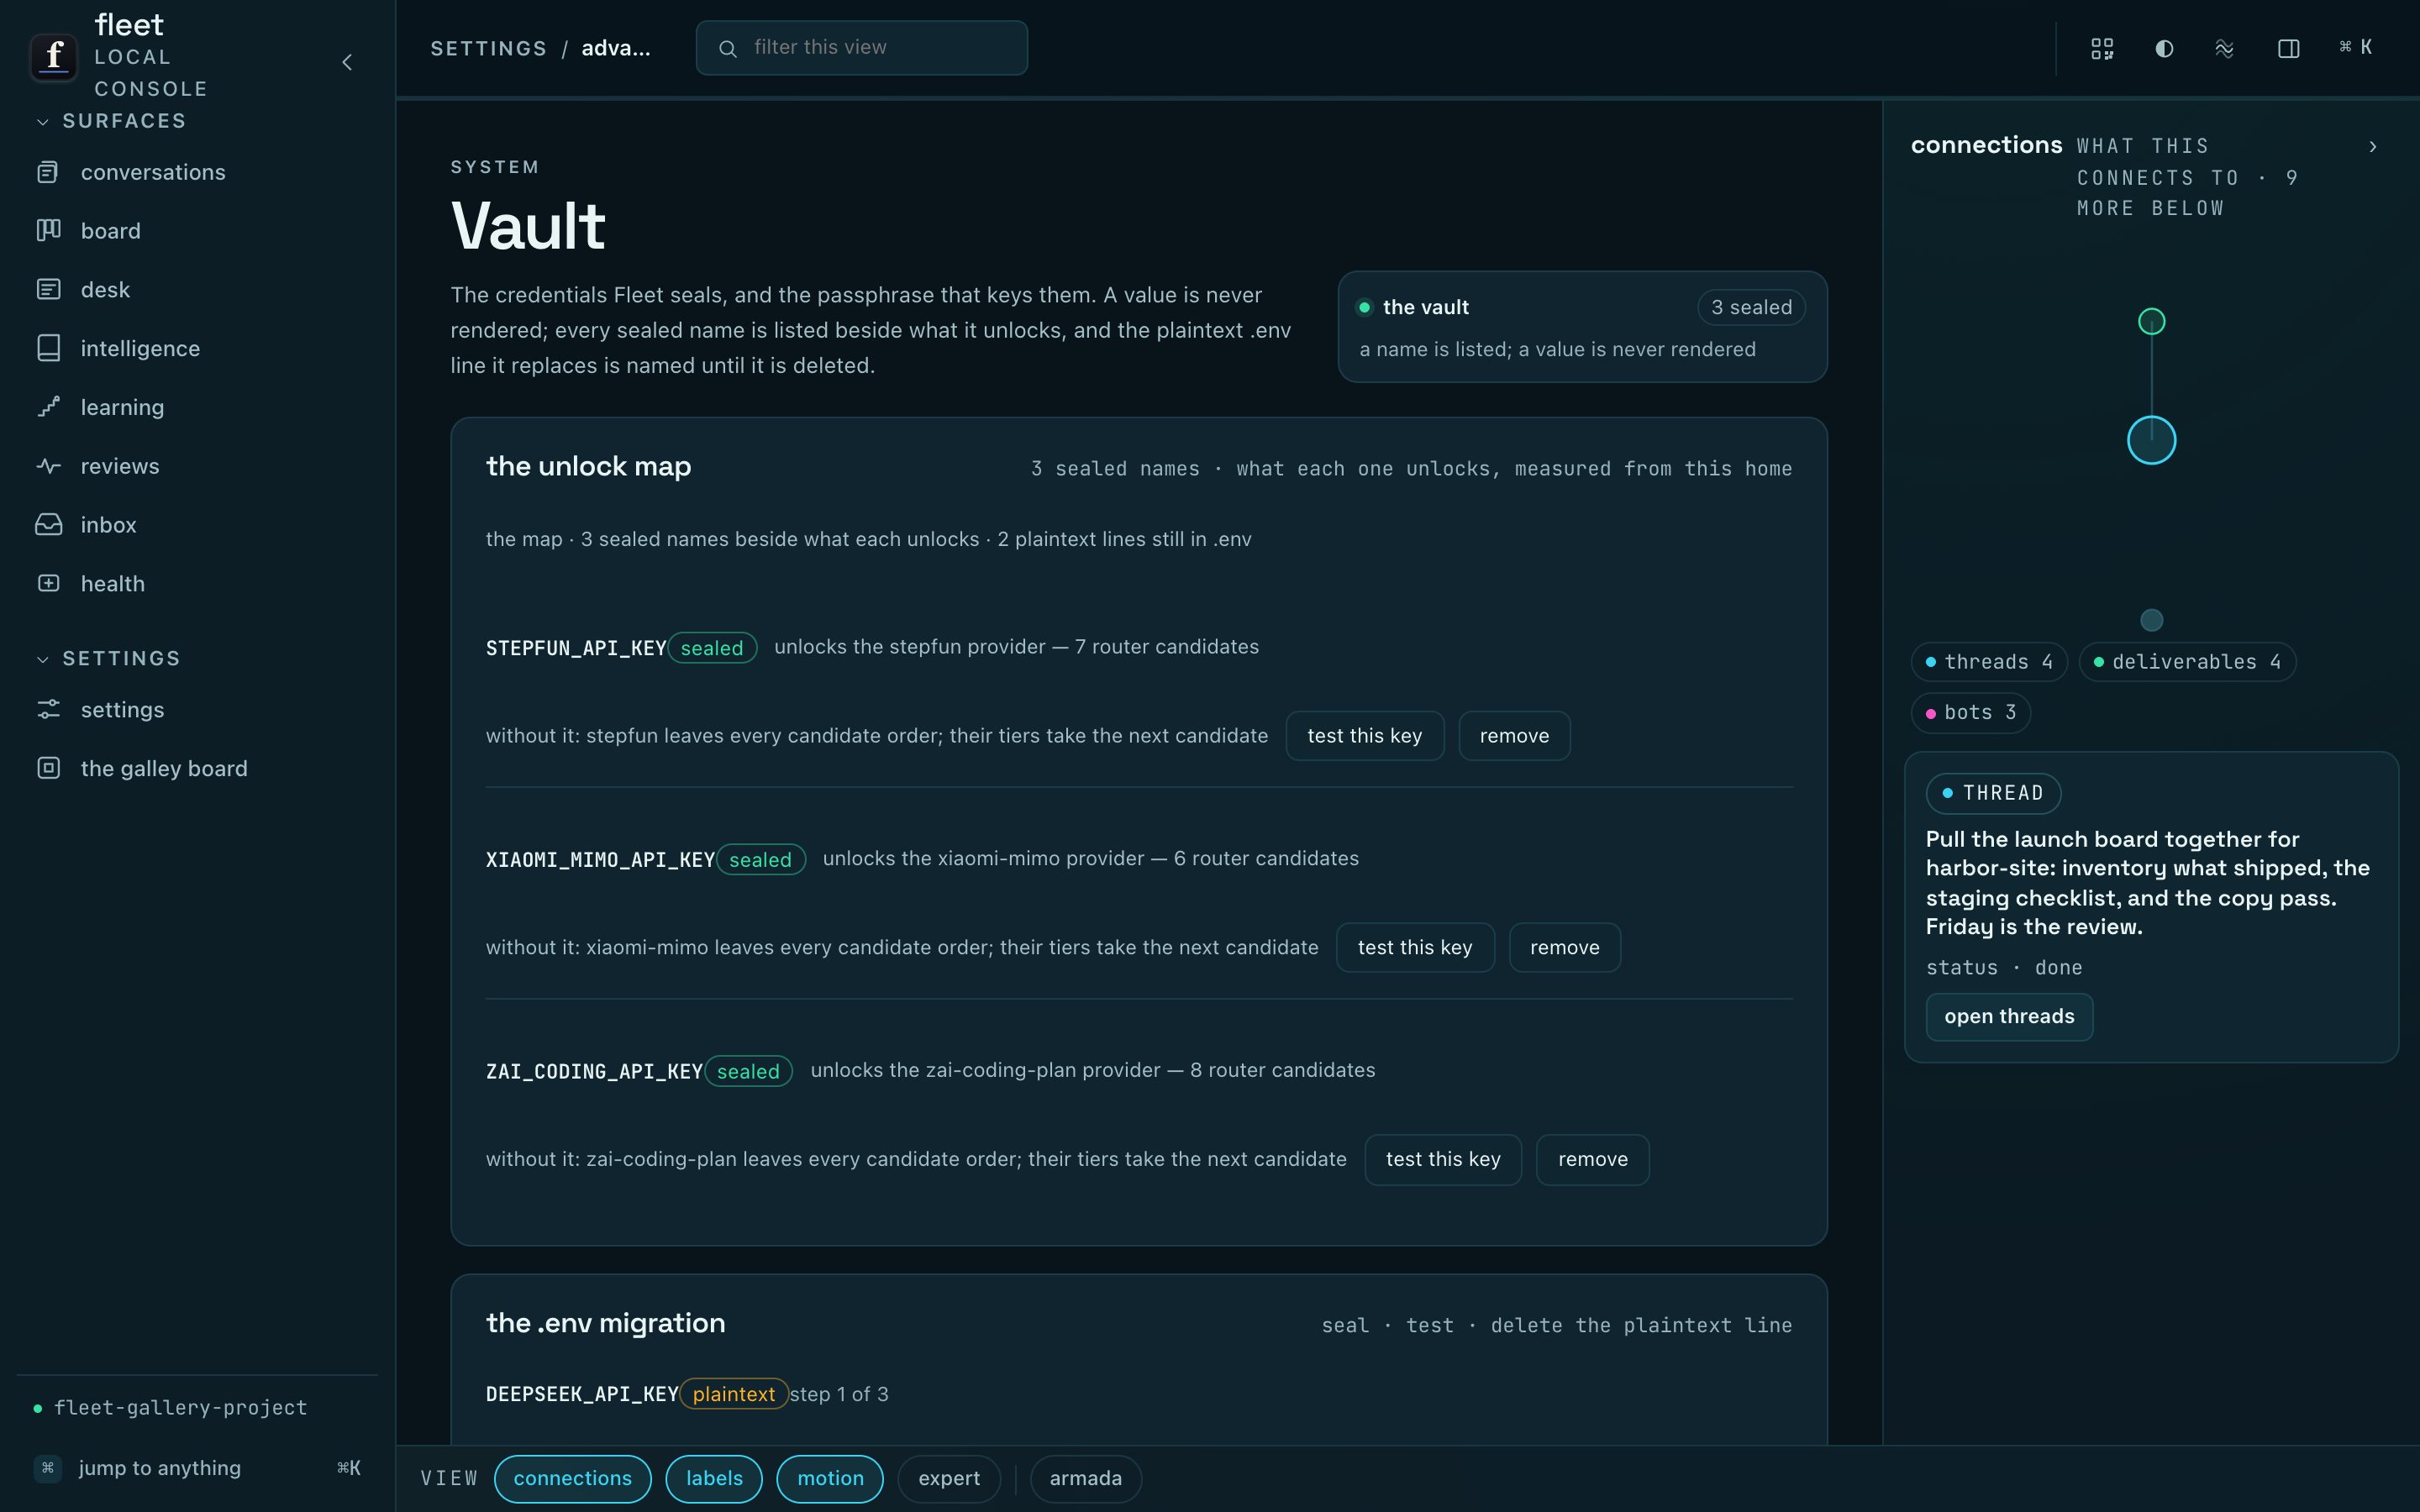 fleet
LOCAL
CONSOLE
SURFACES
conversations
board
desk
intelligence
learning
reviews
inbox
health
SETTINGS
settings
the galley board
fleet-gallery-project
⌘ jump to anything ⌘K
SETTINGS / adva...
filter this view
⌘ K
SYSTEM
Vault
The credentials Fleet seals, and the passphrase that keys them. A value is never
rendered; every sealed name is listed beside what it unlocks, and the plaintext .env
line it replaces is named until it is deleted.
the vault 3 sealed
a name is listed; a value is never rendered
the unlock map 3 sealed names · what each one unlocks, measured from this home
the map · 3 sealed names beside what each unlocks · 2 plaintext lines still in .env
STEPFUN_API_KEY sealed unlocks the stepfun provider — 7 router candidates
without it: stepfun leaves every candidate order; their tiers take the next candidate test this key remove
XIAOMI_MIMO_API_KEY sealed unlocks the xiaomi-mimo provider — 6 router candidates
without it: xiaomi-mimo leaves every candidate order; their tiers take the next candidate test this key remove
ZAI_CODING_API_KEY sealed unlocks the zai-coding-plan provider — 8 router candidates
without it: zai-coding-plan leaves every candidate order; their tiers take the next candidate test this key remove
the .env migration seal · test · delete the plaintext line
DEEPSEEK_API_KEY plaintext step 1 of 3
connections WHAT THIS
CONNECTS TO · 9
MORE BELOW
threads 4 deliverables 4
bots 3
THREAD
Pull the launch board together for
harbor-site: inventory what shipped, the
staging checklist, and the copy pass.
Friday is the review.
status · done
open threads
VIEW connections labels motion expert armada